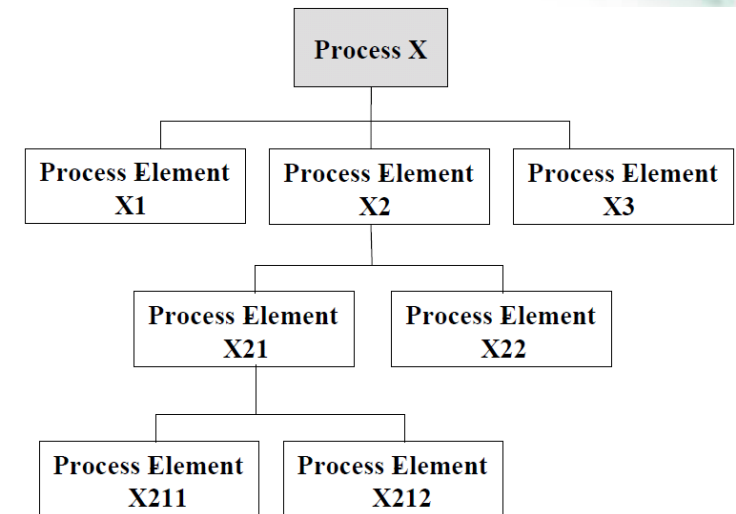 Process X
Process Element
X1
Process Element
X2
Process Element
X3
Process Element
X21
Process Element
X22
Process Element
X211
Process Element
X212